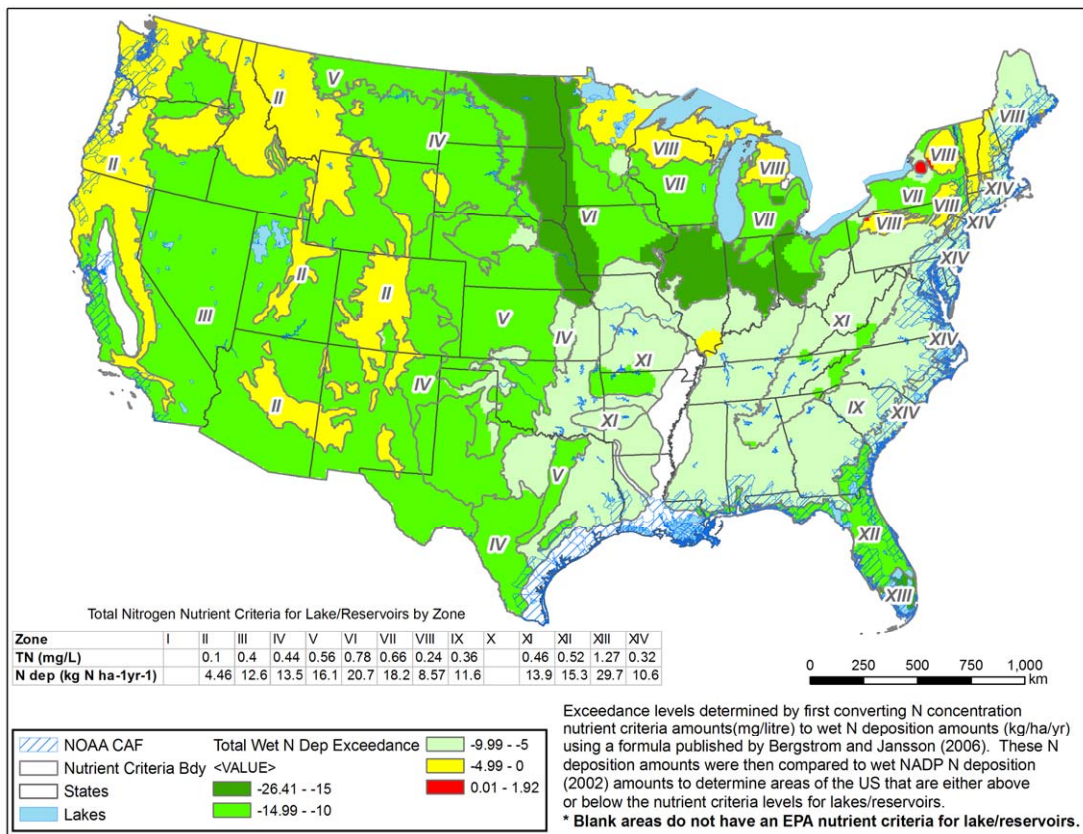 V
II
IV
VIII
VIII
VIII
VII
VII
VII
VIII
XIV
XIV
XIV
XIV
VIII
II
VI
II
II
III
V
IV
XI
XI
IV
XI
IX
XIV
II
V
IV
XII
XIII
Total Nitrogen Nutrient Criteria for Lake/Reservoirs by Zone
Zone I II III IV V VI VII VIII IX X XI XII XIII XIV
TN (mg/L) 0.1 0.4 0.44 0.56 0.78 0.66 0.24 0.36 0.46 0.52 1.27 0.32
N dep (kg N ha-1yr-1) 4.46 12.6 13.5 16.1 20.7 18.2 8.57 11.6 13.9 15.3 29.7 10.6
0 250 500 750 1,000
km
NOAA CAF
Nutrient Criteria Bdy
States
Lakes
Total Wet N Dep Exceedance
<VALUE>
-26.41 - -15
-14.99 - -10
-9.99 - -5
-4.99 - 0
0.01 - 1.92
Exceedance levels determined by first converting N concentration
nutrient criteria amounts(mg/litre) to wet N deposition amounts (kg/ha/yr)
using a formula published by Bergstrom and Jansson (2006). These N
deposition amounts were then compared to wet NADP N deposition
(2002) amounts to determine areas of the US that are either above
or below the nutrient criteria levels for lakes/reservoirs.
* Blank areas do not have an EPA nutrient criteria for lake/reservoirs.